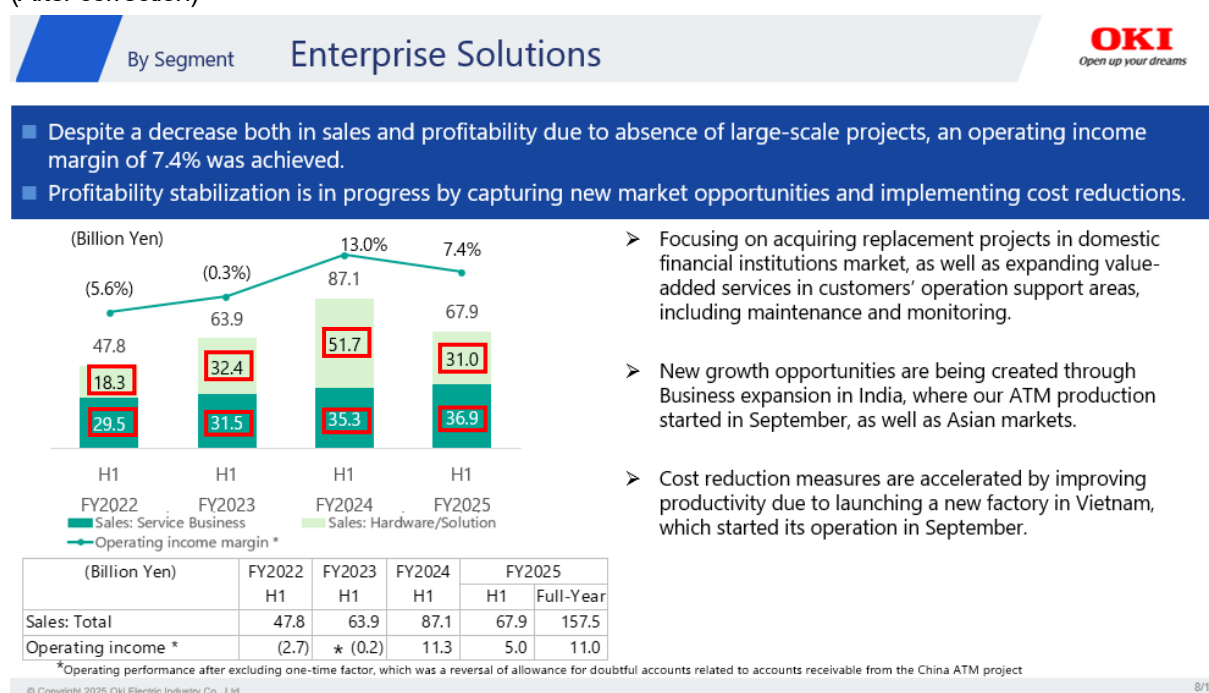 (After correction)
By Segment Enterprise Solutions
OKI
Open up your dreams
Despite a decrease both in sales and profitability due to absence of large-scale projects, an operating income
margin of 7.4% was achieved.
Profitability stabilization is in progress by capturing new market opportunities and implementing cost reductions.
(Billion Yen)
(5.6%) (0.3%) 13.0% 7.4%
47.8 63.9 87.1 67.9
18.3 32.4 51.7 31.0
29.5 31.5 35.3 36.9
H1 H1 H1 H1
FY2022 FY2023 FY2024 FY2025
Sales: Service Business Sales: Hardware/Solution
Operating income margin *
➢ Focusing on acquiring replacement projects in domestic
financial institutions market, as well as expanding value-
added services in customers' operation support areas,
including maintenance and monitoring.
➢ New growth opportunities are being created through
Business expansion in India, where our ATM production
started in September, as well as Asian markets.
➢ Cost reduction measures are accelerated by improving
productivity due to launching a new factory in Vietnam,
which started its operation in September.
(Billion Yen) FY2022 FY2023 FY2024 FY2025
H1 H1 H1 H1 Full-Year
Sales: Total 47.8 63.9 87.1 67.9 157.5
Operating income * (2.7) * (0.2) 11.3 5.0 11.0
*Operating performance after excluding one-time factor, which was a reversal of allowance for doubtful accounts related to accounts receivable from the China ATM project
© Copyright 2025 Oki Electric Industry Co., Ltd.
8/1